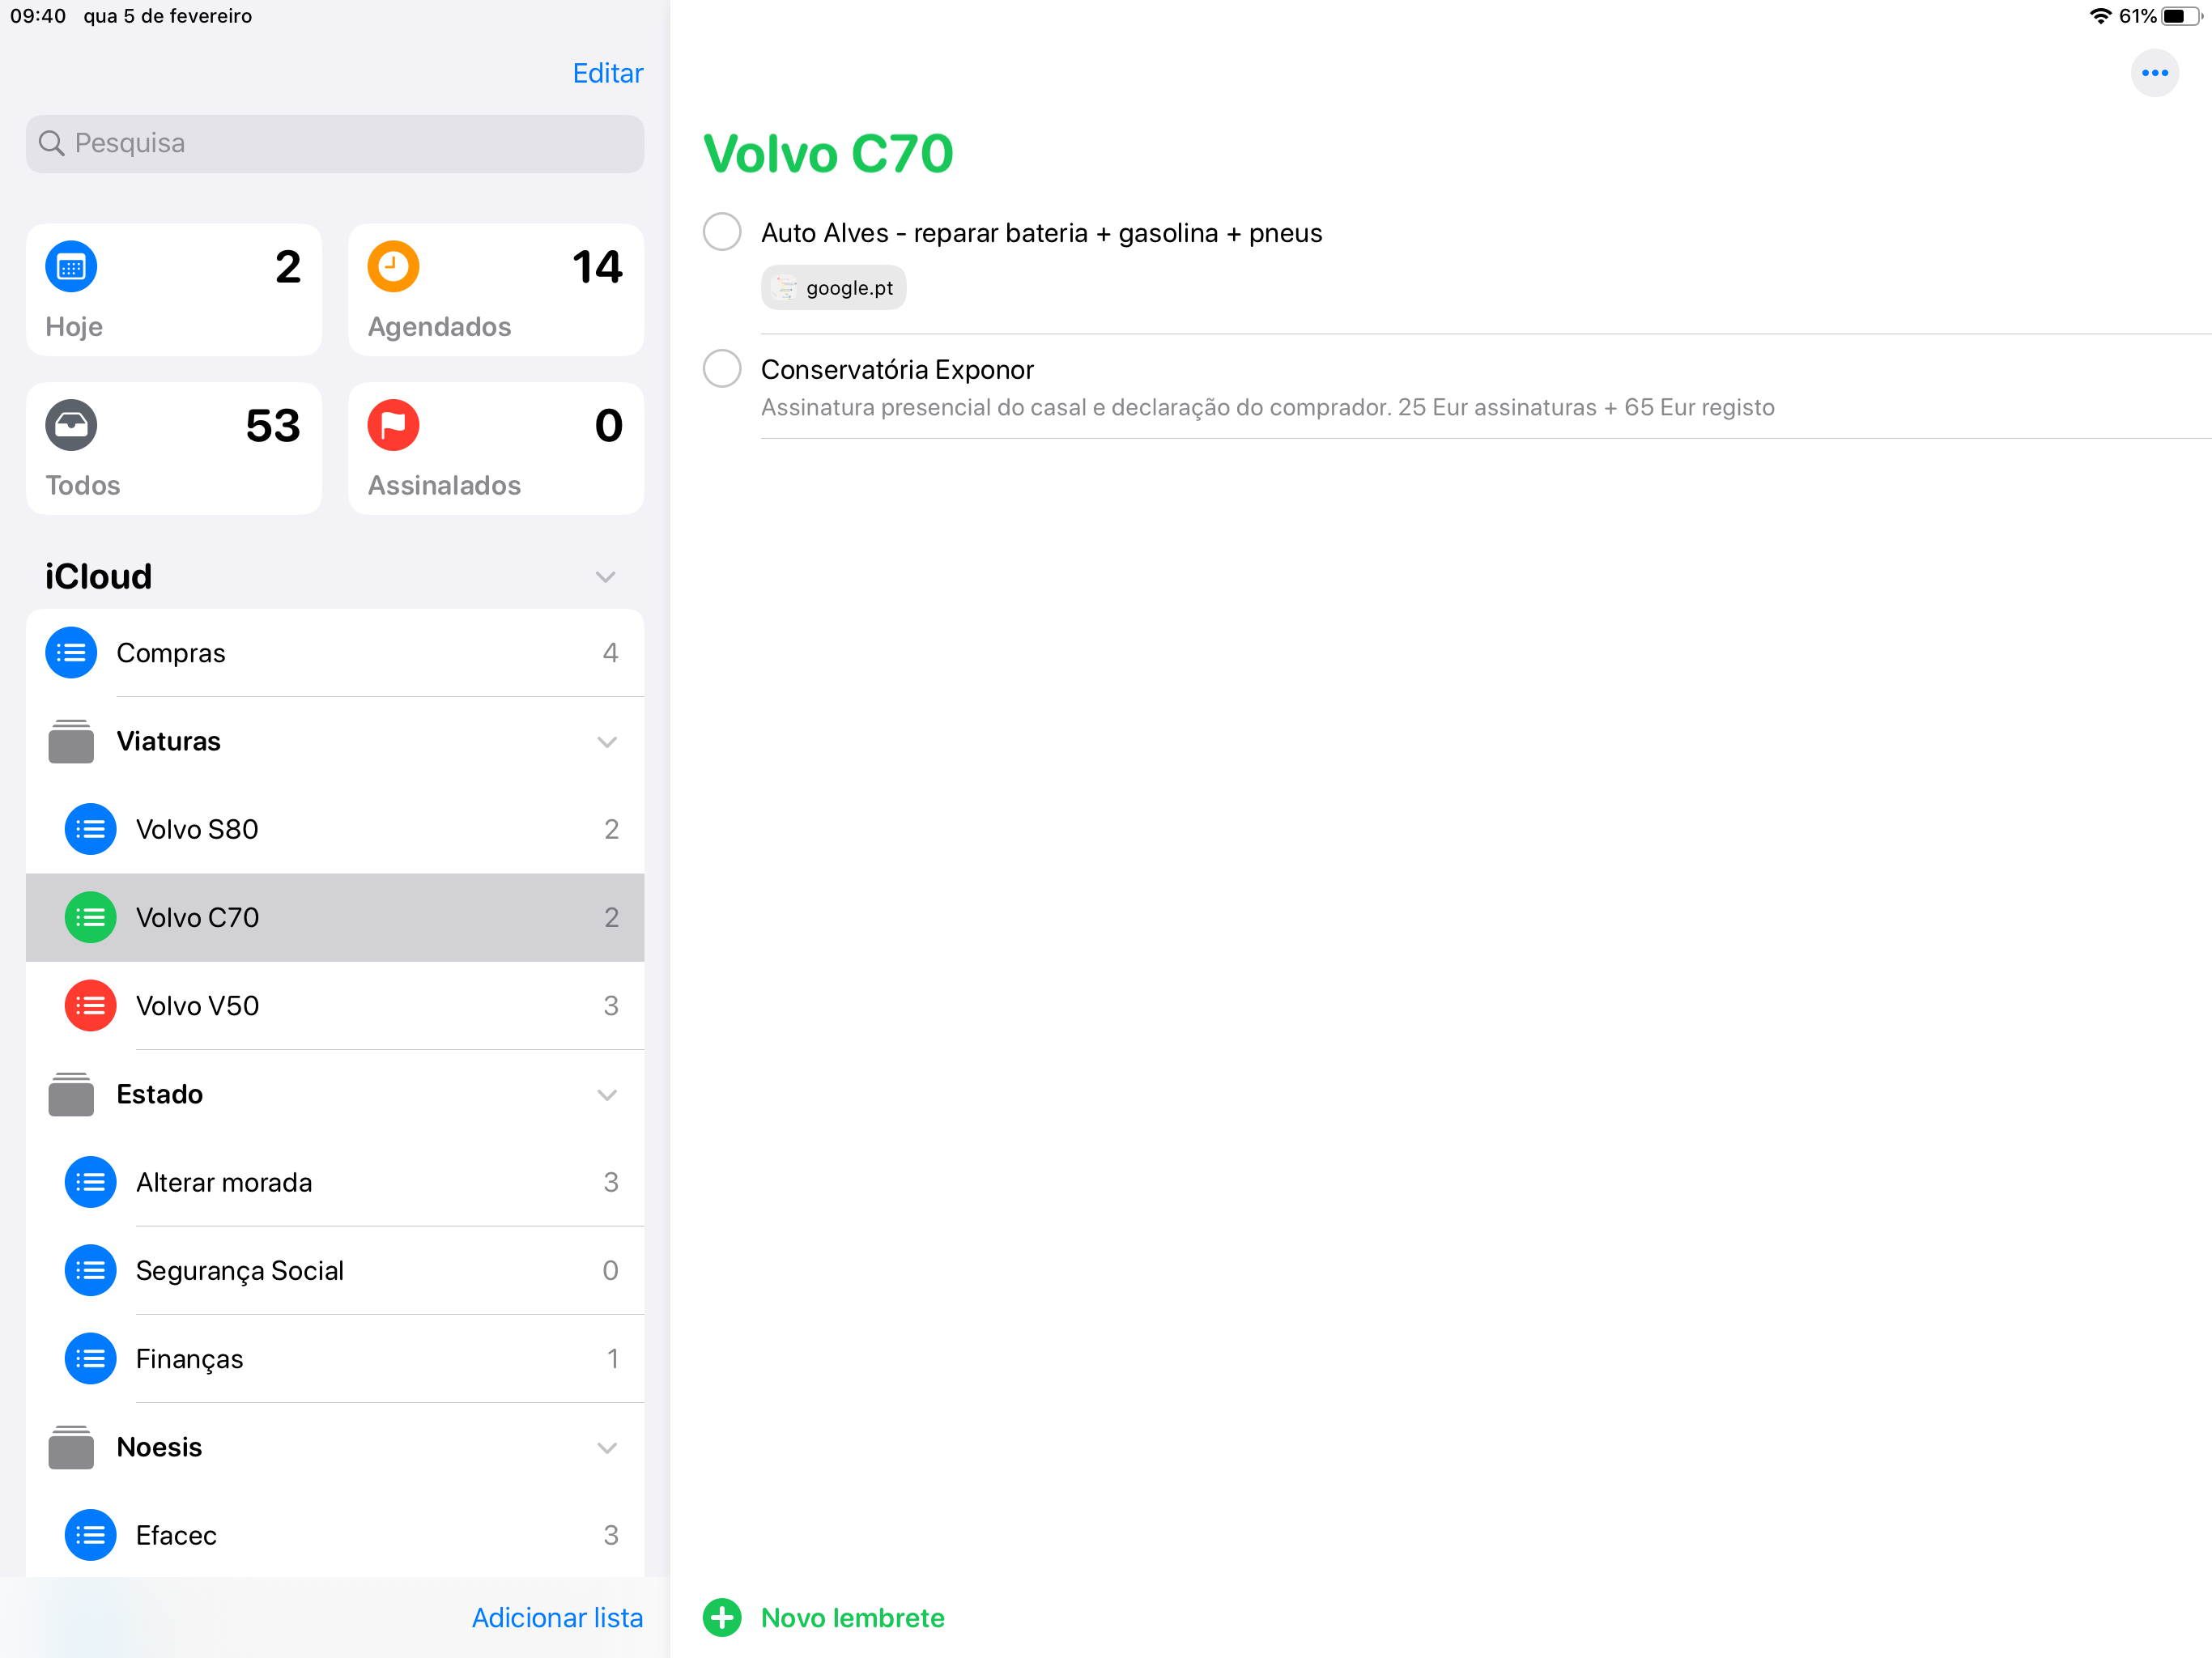 09:40 qua 5 de fevereiro
61%
Editar
Pesquisa
2
Hoje
14
Agendados
53
Todos
0
Assinalados
iCloud
Compras 4
Viaturas
Volvo S80 2
Volvo C70 2
Volvo V50 3
Estado
Alterar morada 3
Segurança Social 0
Finanças 1
Noesis
Efacec 3
Adicionar lista
Volvo C70
Auto Alves - reparar bateria + gasolina + pneus
google.pt
Conservatória Exponor
Assinatura presencial do casal e declaração do comprador. 25 Eur assinaturas + 65 Eur registo
Novo lembrete